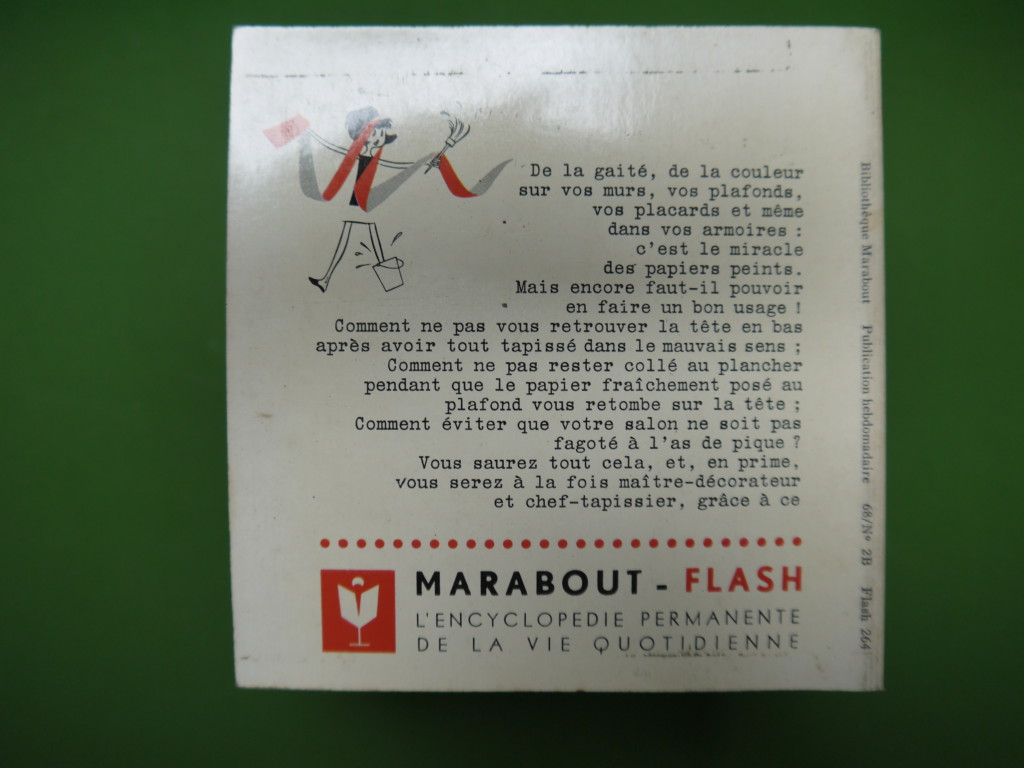 De la gaité, de la couleur
sur vos murs, vos plafonds,
vos placards et même
dans vos armoires :
c'est le miracle
des papiers peints.
Mais encore faut-il pouvoir
en faire un bon usage !
Comment ne pas vous retrouver la tête en bas
après avoir tout tapissé dans le mauvais sens ;
Comment ne pas rester collé au plancher
pendant que le papier fraîchement posé au
plafond vous retombe sur la tête ;
Comment éviter que votre salon ne soit pas
fagoté à l'as de pique ?
Vous saurez tout cela, et, en prime,
vous serez à la fois maître-décorateur
et chef-tapissier, grâce à ce
MARABOUT - FLASH
L'ENCYCLOPEDIE PERMANENTE
DE LA VIE QUOTIDIENNE
Bibliothèque Marabout Publication hebdomadaire 68/N° 2B Flash 264